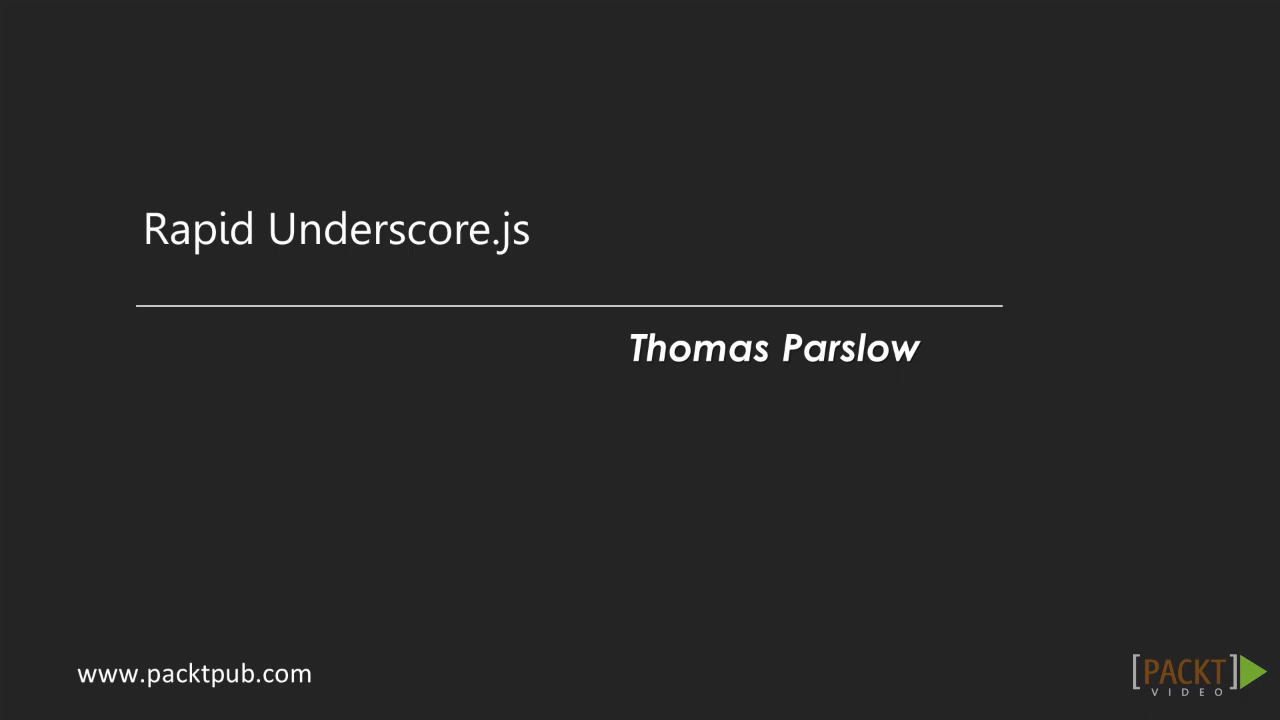 Rapid Underscore.js
Thomas Parslow
www.packtpub.com
[PACKT]
VIDEO